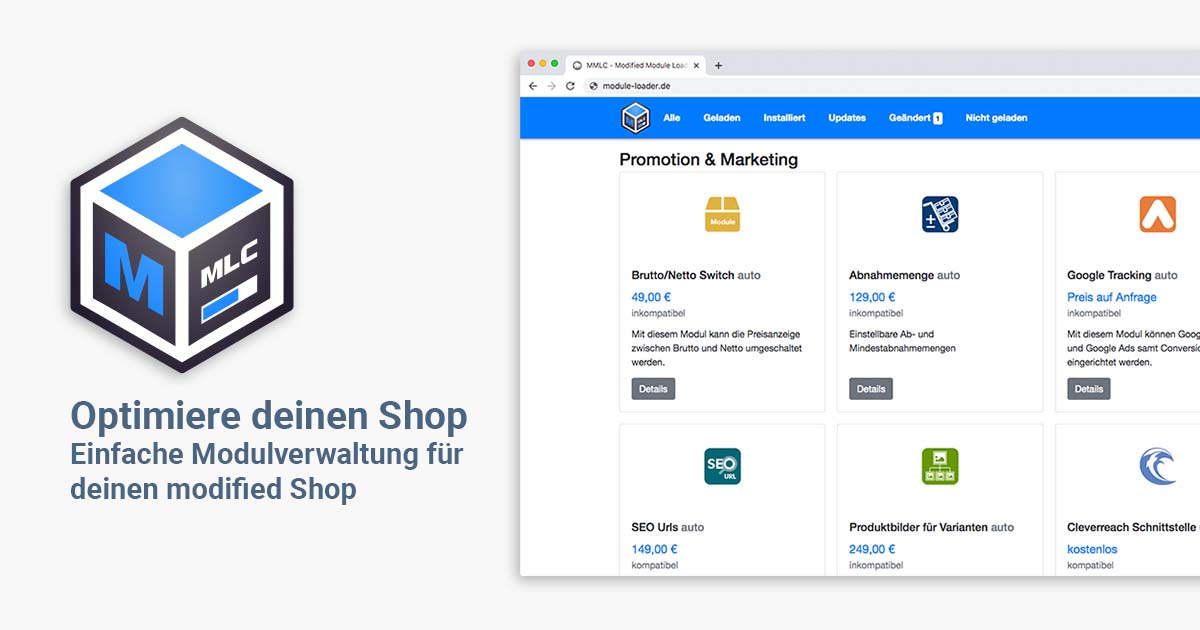 M
MLC
Optimiere deinen Shop
Einfache Modulverwaltung für
deinen modified Shop
MMLC - Modified Module Load
module-loader.de
Alle Geladen Installiert Updates Geändert 1 Nicht geladen
Promotion & Marketing
Module
Brutto/Netto Switch auto
49,00 €
inkompatibel
Mit diesem Modul kann die Preisanzeige
zwischen Brutto und Netto umgeschaltet
werden.
Details
Abnahmemenge auto
129,00 €
inkompatibel
Einstellbare Ab- und
Mindestabnahmemengen
Details
Google Tracking auto
Preis auf Anfrage
inkompatibel
Mit diesem Modul können Goog
und Google Ads samt Conversi
eingerichtet werden.
Details
SEO
URL
SEO Urls auto
149,00 €
kompatibel
Produktbilder für Varianten auto
249,00 €
inkompatibel
Cleverreach Schnittstelle
kostenlos
kompatibel